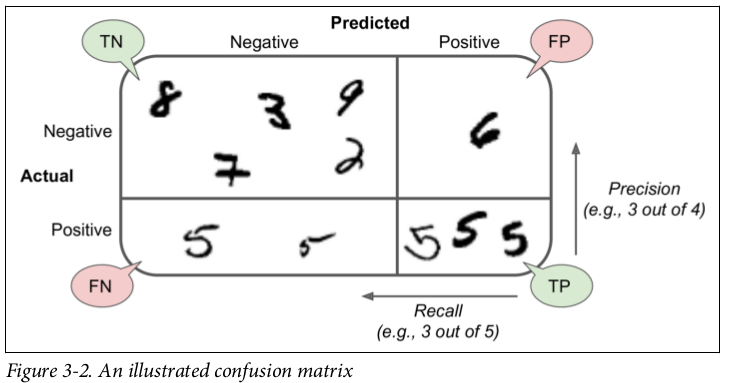 Predicted
TN Negative Positive FP
8 3 9
6
Negative
7 2
Actual
Precision
(e.g., 3 out of 4)
Positive
5 5 5 5 5
FN TP
Recall
(e.g., 3 out of 5)
Figure 3-2. An illustrated confusion matrix